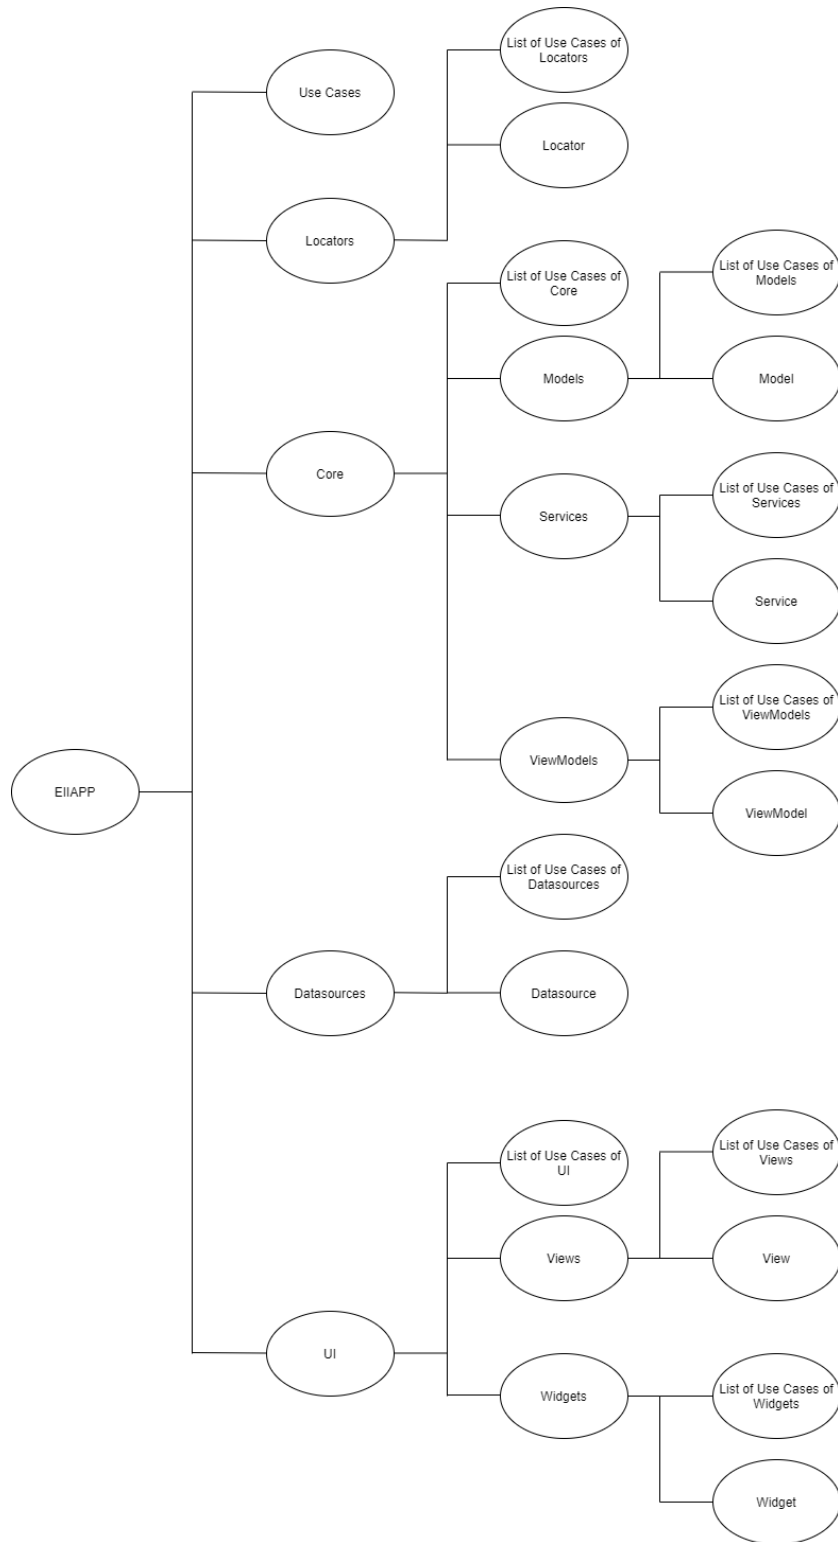 List of Use Cases of
Locators
Use Cases
Locator
Locators
List of Use Cases of
Core
List of Use Cases of
Models
Models
Model
Core
List of Use Cases of
Services
Services
Service
List of Use Cases of
ViewModels
ViewModels
EIIAPP
ViewModel
List of Use Cases of
Datasources
Datasources
Datasource
List of Use Cases of
UI
List of Use Cases of
Views
Views
View
UI
Widgets
List of Use Cases of
Widgets
Widget